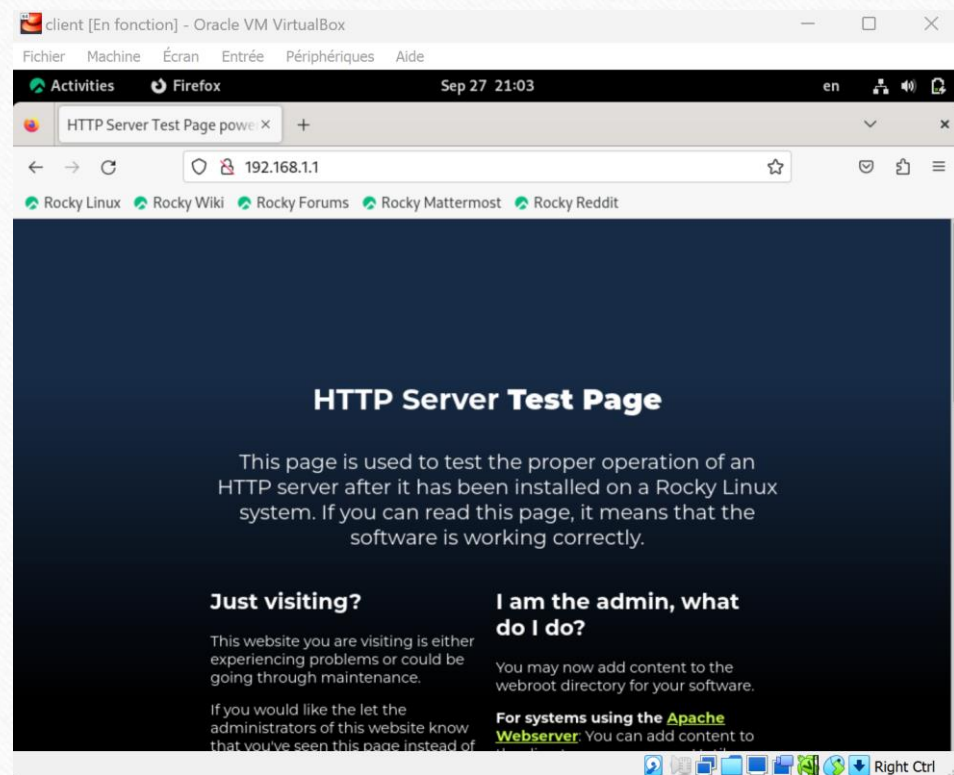 client [En fonction] - Oracle VM VirtualBox
Fichier Machine Écran Entrée Périphériques Aide
Activities Firefox Sep 27 21:03 en
HTTP Server Test Page powe
192.168.1.1
Rocky Linux Rocky Wiki Rocky Forums Rocky Mattermost Rocky Reddit
HTTP Server Test Page
This page is used to test the proper operation of an
HTTP server after it has been installed on a Rocky Linux
system. If you can read this page, it means that the
software is working correctly.
Just visiting?
This website you are visiting is either
experiencing problems or could be
going through maintenance.
If you would like the let the
administrators of this website know
that you've seen this page instead of
I am the admin, what
do I do?
You may now add content to the
webroot directory for your software.
For systems using the Apache
Webserver: You can add content to
Right Ctrl